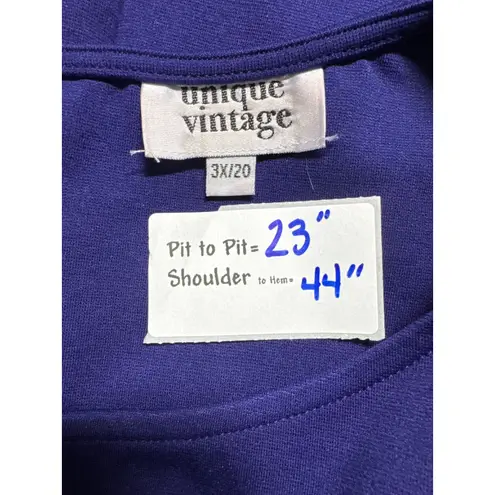 unique
vintage
3X/20
Pit to Pit= 23"
Shoulder to Hem= 44"